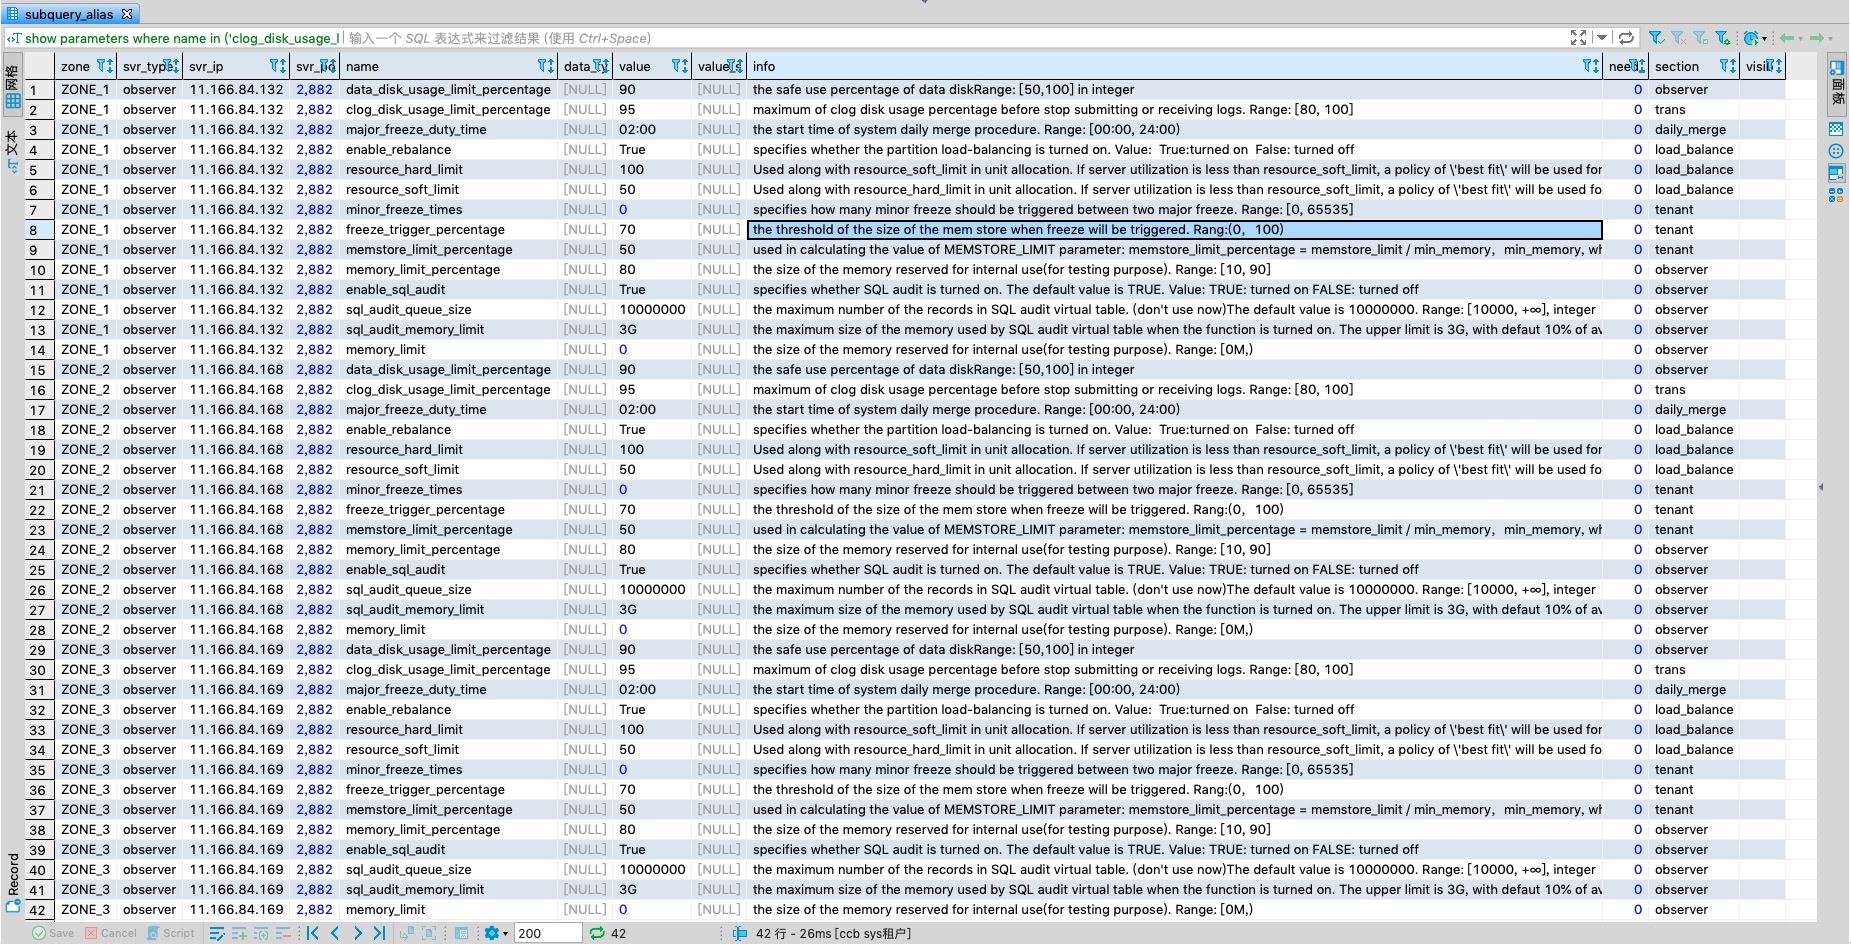 subquery_alias
show parameters where name in ('clog_disk_usage_l 输入一个 SQL 表达式来过滤结果 (使用 Ctrl+Space)
网格
文本
Record
面板
zone svr_type svr_ip svr_po name data_ty value value_s info need section visib
1 ZONE_1 observer 11.166.84.132 2,882 data_disk_usage_limit_percentage [NULL] 90 [NULL] the safe use percentage of data diskRange: [50,100] in integer 0 observer
2 ZONE_1 observer 11.166.84.132 2,882 clog_disk_usage_limit_percentage [NULL] 95 [NULL] maximum of clog disk usage percentage before stop submitting or receiving logs. Range: [80, 100] 0 trans
3 ZONE_1 observer 11.166.84.132 2,882 major_freeze_duty_time [NULL] 02:00 [NULL] the start time of system daily merge procedure. Range: [00:00, 24:00) 0 daily_merge
4 ZONE_1 observer 11.166.84.132 2,882 enable_rebalance [NULL] True [NULL] specifies whether the partition load-balancing is turned on. Value: True:turned on False: turned off 0 load_balance
5 ZONE_1 observer 11.166.84.132 2,882 resource_hard_limit [NULL] 100 [NULL] Used along with resource_soft_limit in unit allocation. If server utilization is less than resource_soft_limit, a policy of \'best fit\' will be used for 0 load_balance
6 ZONE_1 observer 11.166.84.132 2,882 resource_soft_limit [NULL] 50 [NULL] Used along with resource_hard_limit in unit allocation. If server utilization is less than resource_soft_limit, a policy of \'best fit\' will be used fo 0 load_balance
7 ZONE_1 observer 11.166.84.132 2,882 minor_freeze_times [NULL] 0 [NULL] specifies how many minor freeze should be triggered between two major freeze. Range: [0, 65535] 0 tenant
8 ZONE_1 observer 11.166.84.132 2,882 freeze_trigger_percentage [NULL] 70 [NULL] the threshold of the size of the mem store when freeze will be triggered. Rang:(0，100) 0 tenant
9 ZONE_1 observer 11.166.84.132 2,882 memstore_limit_percentage [NULL] 50 [NULL] used in calculating the value of MEMSTORE_LIMIT parameter: memstore_limit_percentage = memstore_limit / min_memory，min_memory, wh 0 tenant
10 ZONE_1 observer 11.166.84.132 2,882 memory_limit_percentage [NULL] 80 [NULL] the size of the memory reserved for internal use(for testing purpose). Range: [10, 90] 0 observer
11 ZONE_1 observer 11.166.84.132 2,882 enable_sql_audit [NULL] True [NULL] specifies whether SQL audit is turned on. The default value is TRUE. Value: TRUE: turned on FALSE: turned off 0 observer
12 ZONE_1 observer 11.166.84.132 2,882 sql_audit_queue_size [NULL] 10000000 [NULL] the maximum number of the records in SQL audit virtual table. (don't use now)The default value is 10000000. Range: [10000, +∞], integer 0 observer
13 ZONE_1 observer 11.166.84.132 2,882 sql_audit_memory_limit [NULL] 3G [NULL] the maximum size of the memory used by SQL audit virtual table when the function is turned on. The upper limit is 3G, with defaut 10% of av 0 observer
14 ZONE_1 observer 11.166.84.132 2,882 memory_limit [NULL] 0 [NULL] the size of the memory reserved for internal use(for testing purpose). Range: [0M,) 0 observer
15 ZONE_2 observer 11.166.84.168 2,882 data_disk_usage_limit_percentage [NULL] 90 [NULL] the safe use percentage of data diskRange: [50,100] in integer 0 observer
16 ZONE_2 observer 11.166.84.168 2,882 clog_disk_usage_limit_percentage [NULL] 95 [NULL] maximum of clog disk usage percentage before stop submitting or receiving logs. Range: [80, 100] 0 trans
17 ZONE_2 observer 11.166.84.168 2,882 major_freeze_duty_time [NULL] 02:00 [NULL] the start time of system daily merge procedure. Range: [00:00, 24:00) 0 daily_merge
18 ZONE_2 observer 11.166.84.168 2,882 enable_rebalance [NULL] True [NULL] specifies whether the partition load-balancing is turned on. Value: True:turned on False: turned off 0 load_balance
19 ZONE_2 observer 11.166.84.168 2,882 resource_hard_limit [NULL] 100 [NULL] Used along with resource_soft_limit in unit allocation. If server utilization is less than resource_soft_limit, a policy of \'best fit\' will be used for 0 load_balance
20 ZONE_2 observer 11.166.84.168 2,882 resource_soft_limit [NULL] 50 [NULL] Used along with resource_hard_limit in unit allocation. If server utilization is less than resource_soft_limit, a policy of \'best fit\' will be used fo 0 load_balance
21 ZONE_2 observer 11.166.84.168 2,882 minor_freeze_times [NULL] 0 [NULL] specifies how many minor freeze should be triggered between two major freeze. Range: [0, 65535] 0 tenant
22 ZONE_2 observer 11.166.84.168 2,882 freeze_trigger_percentage [NULL] 70 [NULL] the threshold of the size of the mem store when freeze will be triggered. Rang:(0，100) 0 tenant
23 ZONE_2 observer 11.166.84.168 2,882 memstore_limit_percentage [NULL] 50 [NULL] used in calculating the value of MEMSTORE_LIMIT parameter: memstore_limit_percentage = memstore_limit / min_memory，min_memory, wh 0 tenant
24 ZONE_2 observer 11.166.84.168 2,882 memory_limit_percentage [NULL] 80 [NULL] the size of the memory reserved for internal use(for testing purpose). Range: [10, 90] 0 observer
25 ZONE_2 observer 11.166.84.168 2,882 enable_sql_audit [NULL] True [NULL] specifies whether SQL audit is turned on. The default value is TRUE. Value: TRUE: turned on FALSE: turned off 0 observer
26 ZONE_2 observer 11.166.84.168 2,882 sql_audit_queue_size [NULL] 10000000 [NULL] the maximum number of the records in SQL audit virtual table. (don't use now)The default value is 10000000. Range: [10000, +∞], integer 0 observer
27 ZONE_2 observer 11.166.84.168 2,882 sql_audit_memory_limit [NULL] 3G [NULL] the maximum size of the memory used by SQL audit virtual table when the function is turned on. The upper limit is 3G, with defaut 10% of av 0 observer
28 ZONE_2 observer 11.166.84.168 2,882 memory_limit [NULL] 0 [NULL] the size of the memory reserved for internal use(for testing purpose). Range: [0M,) 0 observer
29 ZONE_3 observer 11.166.84.169 2,882 data_disk_usage_limit_percentage [NULL] 90 [NULL] the safe use percentage of data diskRange: [50,100] in integer 0 observer
30 ZONE_3 observer 11.166.84.169 2,882 clog_disk_usage_limit_percentage [NULL] 95 [NULL] maximum of clog disk usage percentage before stop submitting or receiving logs. Range: [80, 100] 0 trans
31 ZONE_3 observer 11.166.84.169 2,882 major_freeze_duty_time [NULL] 02:00 [NULL] the start time of system daily merge procedure. Range: [00:00, 24:00) 0 daily_merge
32 ZONE_3 observer 11.166.84.169 2,882 enable_rebalance [NULL] True [NULL] specifies whether the partition load-balancing is turned on. Value: True:turned on False: turned off 0 load_balance
33 ZONE_3 observer 11.166.84.169 2,882 resource_hard_limit [NULL] 100 [NULL] Used along with resource_soft_limit in unit allocation. If server utilization is less than resource_soft_limit, a policy of \'best fit\' will be used for 0 load_balance
34 ZONE_3 observer 11.166.84.169 2,882 resource_soft_limit [NULL] 50 [NULL] Used along with resource_hard_limit in unit allocation. If server utilization is less than resource_soft_limit, a policy of \'best fit\' will be used fo 0 load_balance
35 ZONE_3 observer 11.166.84.169 2,882 minor_freeze_times [NULL] 0 [NULL] specifies how many minor freeze should be triggered between two major freeze. Range: [0, 65535] 0 tenant
36 ZONE_3 observer 11.166.84.169 2,882 freeze_trigger_percentage [NULL] 70 [NULL] the threshold of the size of the mem store when freeze will be triggered. Rang:(0，100) 0 tenant
37 ZONE_3 observer 11.166.84.169 2,882 memstore_limit_percentage [NULL] 50 [NULL] used in calculating the value of MEMSTORE_LIMIT parameter: memstore_limit_percentage = memstore_limit / min_memory，min_memory, wh 0 tenant
38 ZONE_3 observer 11.166.84.169 2,882 memory_limit_percentage [NULL] 80 [NULL] the size of the memory reserved for internal use(for testing purpose). Range: [10, 90] 0 observer
39 ZONE_3 observer 11.166.84.169 2,882 enable_sql_audit [NULL] True [NULL] specifies whether SQL audit is turned on. The default value is TRUE. Value: TRUE: turned on FALSE: turned off 0 observer
40 ZONE_3 observer 11.166.84.169 2,882 sql_audit_queue_size [NULL] 10000000 [NULL] the maximum number of the records in SQL audit virtual table. (don't use now)The default value is 10000000. Range: [10000, +∞], integer 0 observer
41 ZONE_3 observer 11.166.84.169 2,882 sql_audit_memory_limit [NULL] 3G [NULL] the maximum size of the memory used by SQL audit virtual table when the function is turned on. The upper limit is 3G, with defaut 10% of av 0 observer
42 ZONE_3 observer 11.166.84.169 2,882 memory_limit [NULL] 0 [NULL] the size of the memory reserved for internal use(for testing purpose). Range: [0M,) 0 observer
Save Cancel Script 200 42 42 行 - 26ms [ccb sys租户]